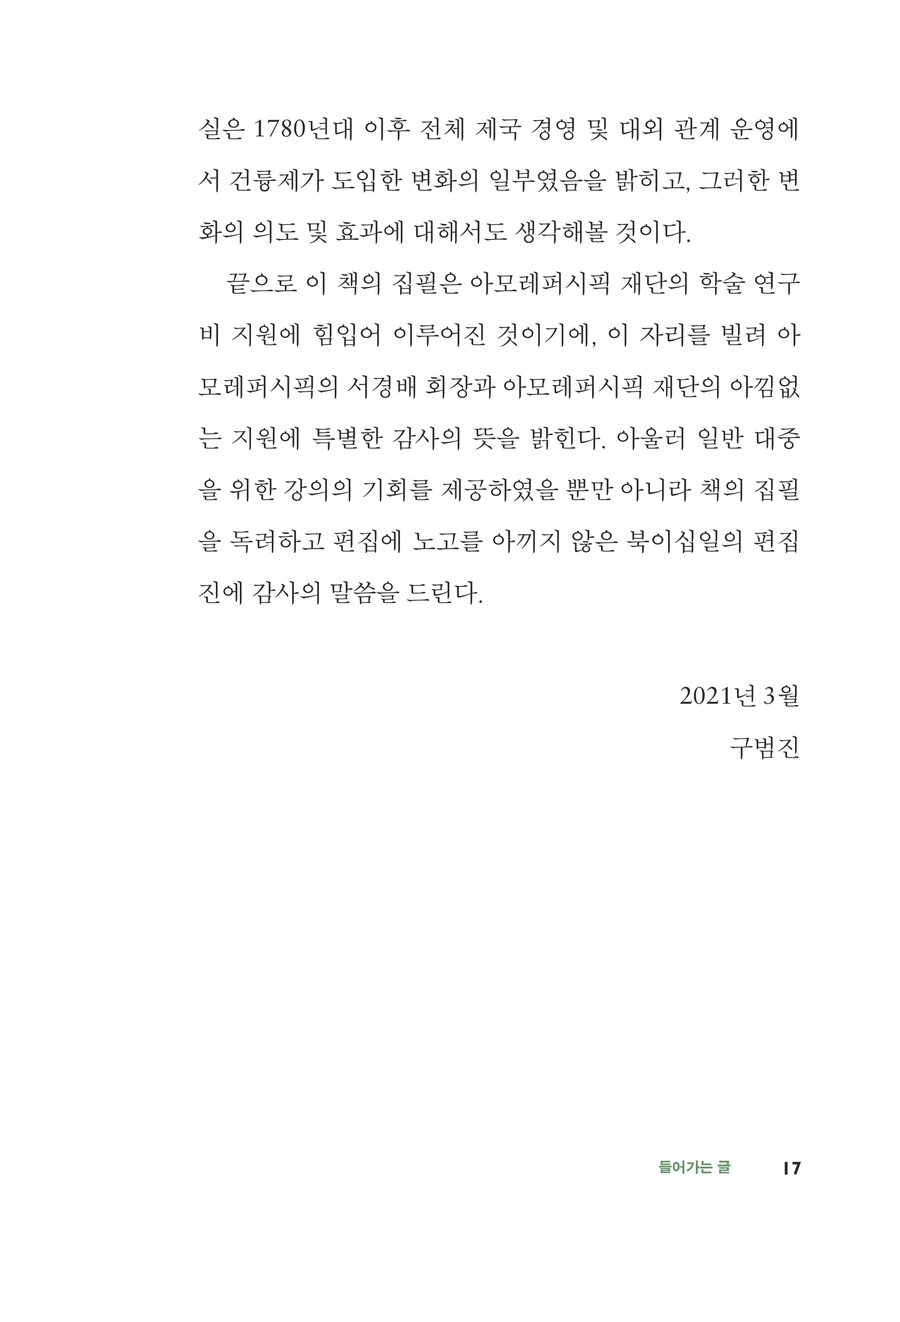 실은 1780년대 이후 전체 제국 경영 및 대외 관계 운영에
서 건륭제가 도입한 변화의 일부였음을 밝히고, 그러한 변
화의 의도 및 효과에 대해서도 생각해볼 것이다.
끝으로 이 책의 집필은 아모레퍼시픽 재단의 학술 연구
비 지원에 힘입어 이루어진 것이기에, 이 자리를 빌려 아
모레퍼시픽의 서경배 회장과 아모레퍼시픽 재단의 아낌없
는 지원에 특별한 감사의 뜻을 밝힌다. 아울러 일반 대중
을 위한 강의의 기회를 제공하였을 뿐만 아니라 책의 집필
을 독려하고 편집에 노고를 아끼지 않은 북이십일의 편집
진에 감사의 말씀을 드린다.
2021년 3월
구범진
들어가는 글 17